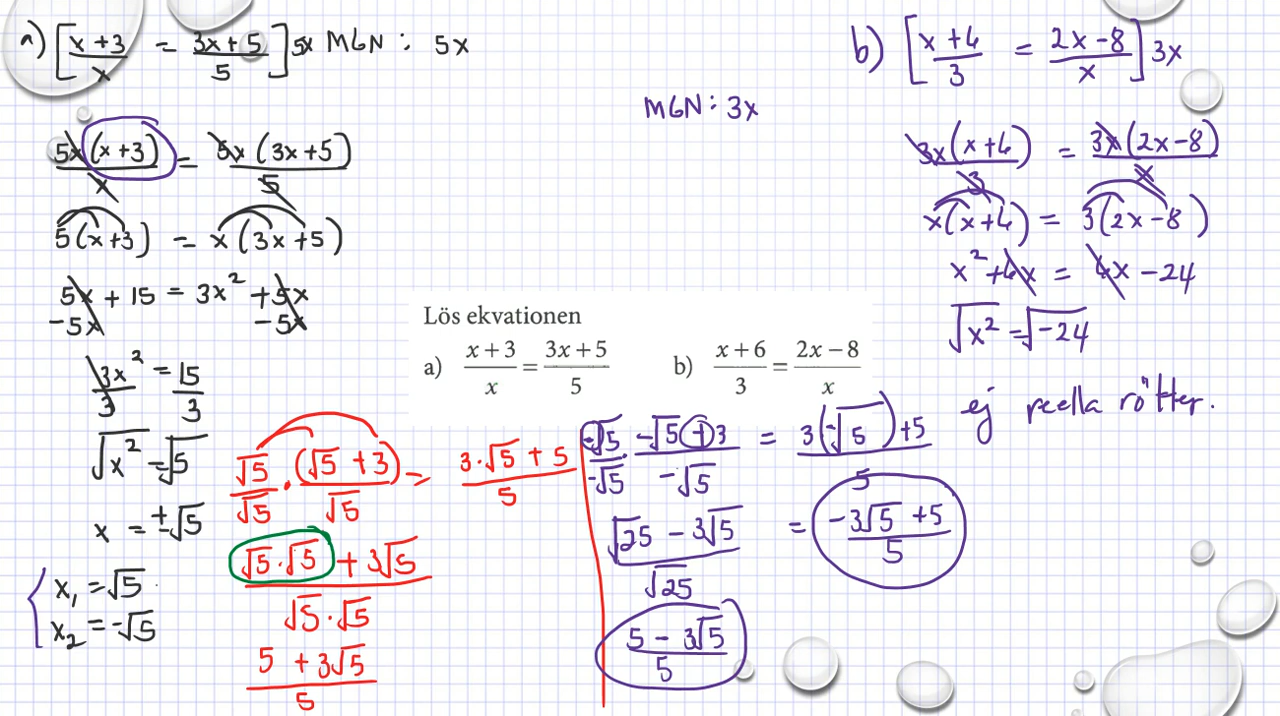 a) [(x+3)/x = (3x+5)/5] 5x MGN: 5x
5x(x+3)/x = 5x(3x+5)/5
5(x+3) = x(3x+5)
5x + 15 = 3x² + 5x
-5x -5x
3x²/3 = 15/3
√x² = √5
x = ±√5
x₁ = √5
x₂ = -√5
√5/√5 · (√5 + 3)/√5 = (3·√5 + 5)/5
(√5·√5 + 3√5)/(√5·√5)
(5 + 3√5)/5
Lös ekvationen
a) (x+3)/x = (3x+5)/5 b) (x+6)/3 = (2x−8)/x
-√5/-√5 (-√5 + 3)/-√5 = (3(-√5) + 5)/5
(√25 - 3√5)/√25 = (-3√5 + 5)/5
(5 - 3√5)/5
b) [(x+6)/3 = (2x-8)/x] 3x
MGN: 3x
3x(x+6)/3 = 3x(2x-8)/x
x(x+6) = 3(2x-8)
x² + 6x = 6x - 24
√x² = √-24
ej reella rötter.